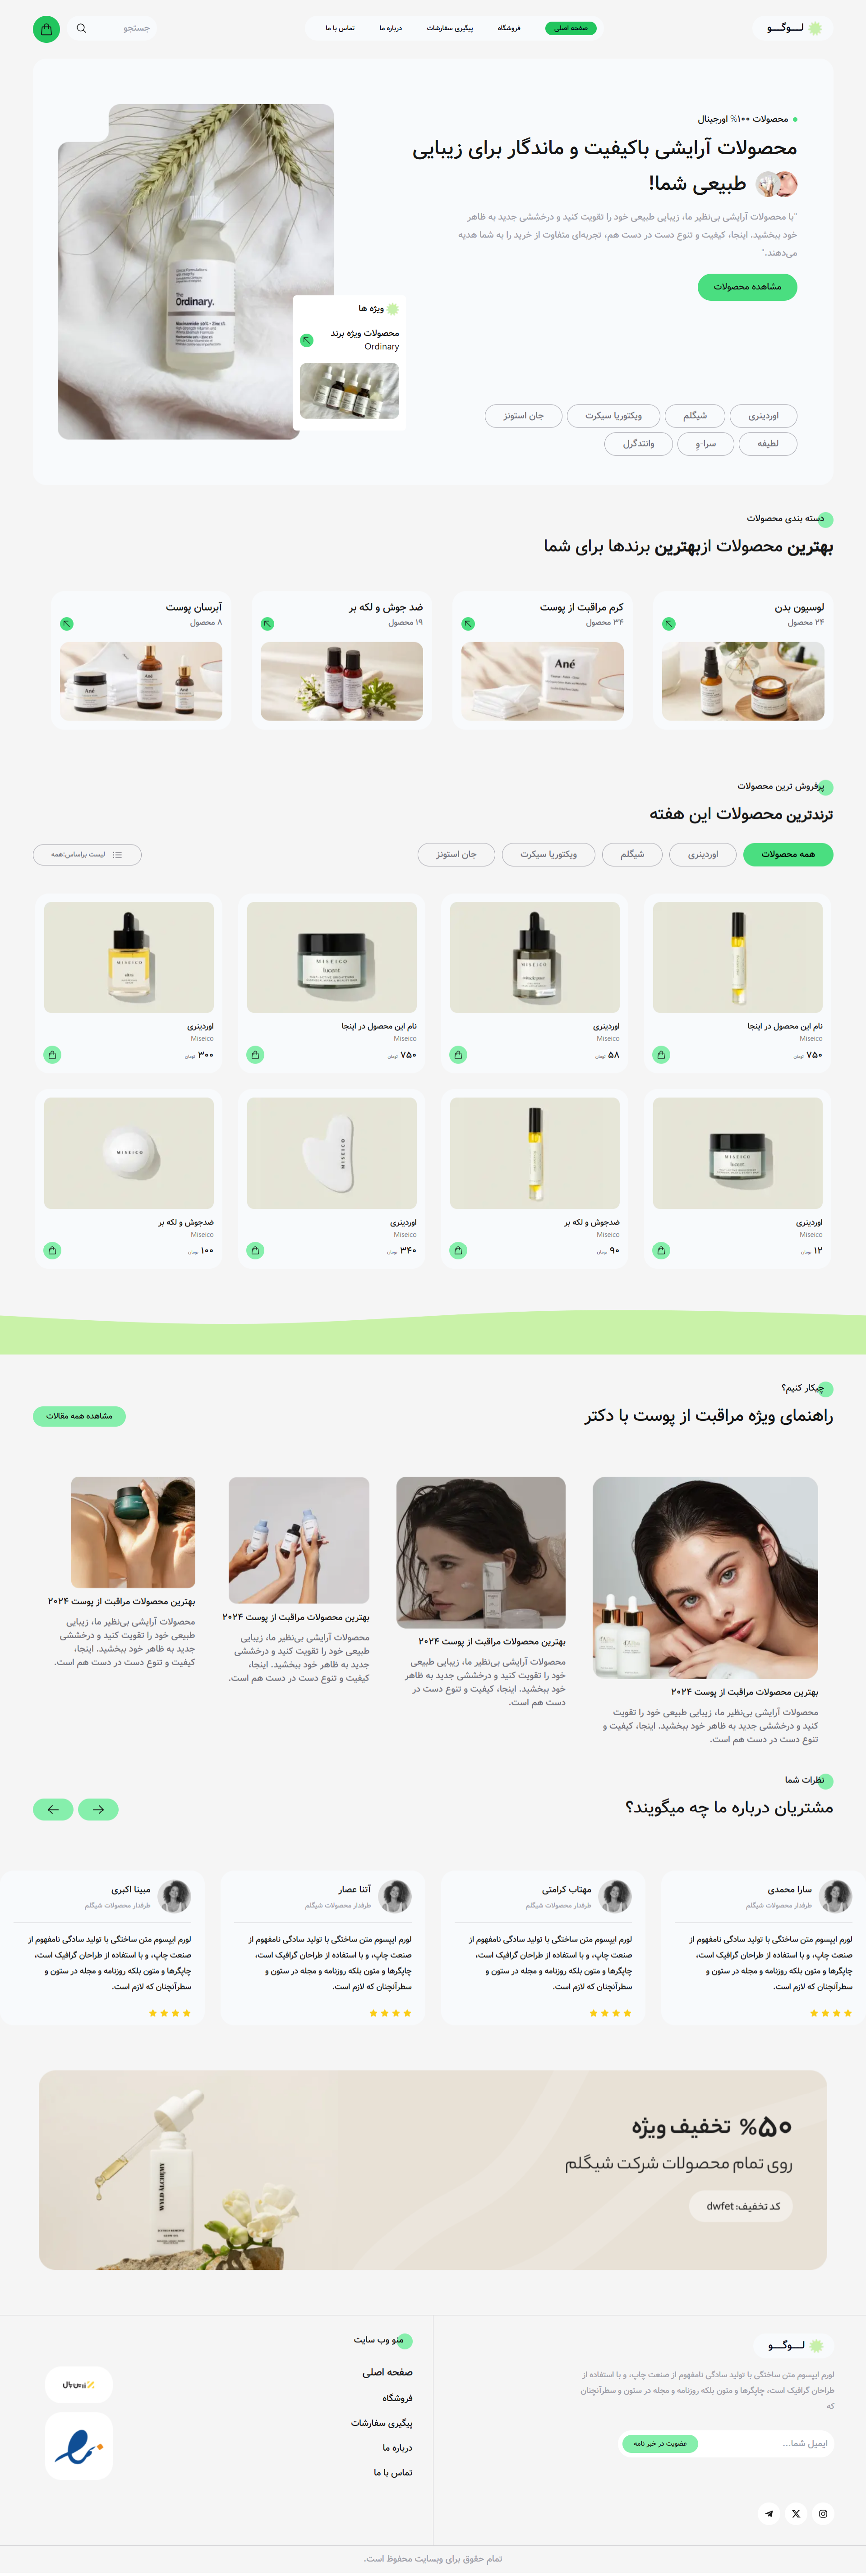 لـــوگــــو
صفحه اصلی
فروشگاه
پیگیری سفارشات
درباره ما
تماس با ما
جستجو
محصولات ۱۰۰% اورجینال
محصولات آرایشی باکیفیت و ماندگار برای زیبایی
طبیعی شما!
"با محصولات آرایشی بی‌نظیر ما، زیبایی طبیعی خود را تقویت کنید و درخششی جدید به ظاهر
خود ببخشید. اینجا، کیفیت و تنوع دست در دست هم، تجربه‌ای متفاوت از خرید را به شما هدیه
می‌دهند."
مشاهده محصولات
The
Ordinary.
ویژه ها
محصولات ویژه برند
Ordinary
اوردینری
شیگلم
ویکتوریا سیکرت
جان استونز
لطیفه
سرا-و
وانتدگرل
دسته بندی محصولات
بهترین محصولات ازبهترین برندها برای شما
لوسیون بدن
۲۴ محصول
کرم مراقبت از پوست
۳۴ محصول
Ané
ضد جوش و لکه بر
۱۹ محصول
آبرسان پوست
۸ محصول
Ané
Ané
Ané
پرفروش ترین محصولات
ترندترین محصولات این هفته
همه محصولات
اوردینری
شیگلم
ویکتوریا سیکرت
جان استونز
لیست براساس:همه
نام این محصول در اینجا
Miseico
۷۵۰ تومان
MISEICO
اوردینری
Miseico
۵۸ تومان
MISEICO
lucent
نام این محصول در اینجا
Miseico
۷۵۰ تومان
MISEICO
اوردینری
Miseico
۳۰۰ تومان
MISEICO
lucent
اوردینری
Miseico
۱۲ تومان
ضدجوش و لکه بر
Miseico
۹۰ تومان
MISEICO
اوردینری
Miseico
۳۴۰ تومان
MISEICO
ضدجوش و لکه بر
Miseico
۱۰۰ تومان
چیکار کنیم؟
راهنمای ویژه مراقبت از پوست با دکتر
مشاهده همه مقالات
بهترین محصولات مراقبت از پوست ۲۰۲۴
محصولات آرایشی بی‌نظیر ما، زیبایی طبیعی خود را تقویت
کنید و درخششی جدید به ظاهر خود ببخشید. اینجا، کیفیت و
تنوع دست در دست هم است.
بهترین محصولات مراقبت از پوست ۲۰۲۴
محصولات آرایشی بی‌نظیر ما، زیبایی طبیعی
خود را تقویت کنید و درخششی جدید به ظاهر
خود ببخشید. اینجا، کیفیت و تنوع دست در
دست هم است.
بهترین محصولات مراقبت از پوست ۲۰۲۴
محصولات آرایشی بی‌نظیر ما، زیبایی
طبیعی خود را تقویت کنید و درخششی
جدید به ظاهر خود ببخشید. اینجا،
کیفیت و تنوع دست در دست هم است.
بهترین محصولات مراقبت از پوست ۲۰۲۴
محصولات آرایشی بی‌نظیر ما، زیبایی
طبیعی خود را تقویت کنید و درخششی
جدید به ظاهر خود ببخشید. اینجا،
کیفیت و تنوع دست در دست هم است.
نظرات شما
مشتریان درباره ما چه میگویند؟
سارا محمدی
طرفدار محصولات شیگلم
لورم ایپسوم متن ساختگی با تولید سادگی نامفهوم از
صنعت چاپ، و با استفاده از طراحان گرافیک است،
چاپگرها و متون بلکه روزنامه و مجله در ستون و
سطرآنچنان که لازم است.
مهتاب کرامتی
طرفدار محصولات شیگلم
لورم ایپسوم متن ساختگی با تولید سادگی نامفهوم از
صنعت چاپ، و با استفاده از طراحان گرافیک است،
چاپگرها و متون بلکه روزنامه و مجله در ستون و
سطرآنچنان که لازم است.
آتنا عصار
طرفدار محصولات شیگلم
لورم ایپسوم متن ساختگی با تولید سادگی نامفهوم از
صنعت چاپ، و با استفاده از طراحان گرافیک است،
چاپگرها و متون بلکه روزنامه و مجله در ستون و
سطرآنچنان که لازم است.
مبینا اکبری
طرفدار محصولات شیگلم
لورم ایپسوم متن ساختگی با تولید سادگی نامفهوم از
صنعت چاپ، و با استفاده از طراحان گرافیک است،
چاپگرها و متون بلکه روزنامه و مجله در ستون و
سطرآنچنان که لازم است.
۵۰% تخفیف ویژه
روی تمام محصولات شرکت شیگلم
کد تخفیف: dwfet
WYLD ALCHEMY
لـــوگــــو
لورم ایپسوم متن ساختگی با تولید سادگی نامفهوم از صنعت چاپ، و با استفاده از
طراحان گرافیک است، چاپگرها و متون بلکه روزنامه و مجله در ستون و سطرآنچنان
که
ایمیل شما...
عضویت در خبر نامه
منو وب سایت
صفحه اصلی
فروشگاه
پیگیری سفارشات
درباره ما
تماس با ما
تمام حقوق برای وبسایت محفوظ است.